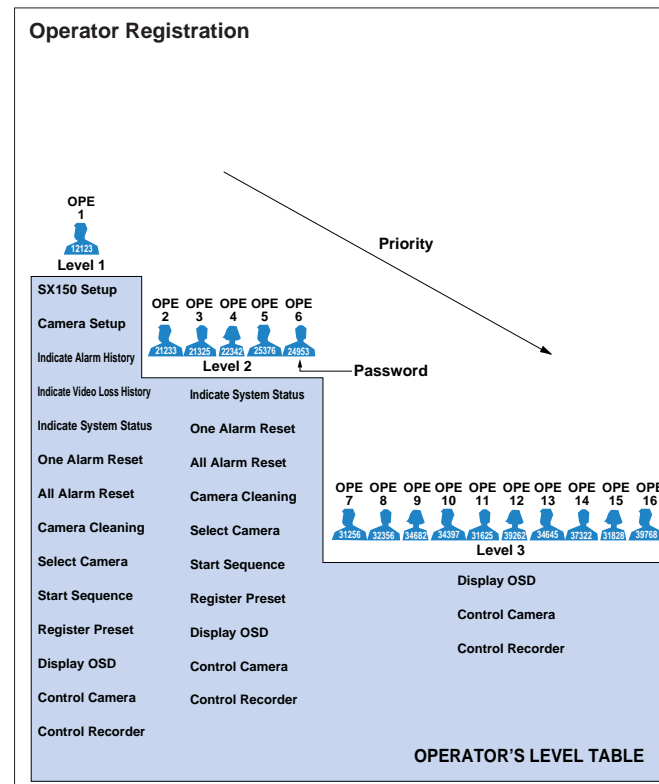 Operator Registration
OPE
1
12123
Level 1
Priority
OPE OPE OPE OPE OPE
2 3 4 5 6
21233 21325 22342 25376 24953
Level 2
Password
OPE OPE OPE OPE OPE OPE OPE OPE OPE OPE
7 8 9 10 11 12 13 14 15 16
31256 32356 34682 34397 31625 39262 34645 37322 31828 39768
Level 3
SX150 Setup
Camera Setup
Indicate Alarm History
Indicate Video Loss History
Indicate System Status
One Alarm Reset
All Alarm Reset
Camera Cleaning
Select Camera
Start Sequence
Register Preset
Display OSD
Control Camera
Control Recorder
Indicate System Status
One Alarm Reset
All Alarm Reset
Camera Cleaning
Select Camera
Start Sequence
Register Preset
Display OSD
Control Camera
Control Recorder
Display OSD
Control Camera
Control Recorder
OPERATOR'S LEVEL TABLE